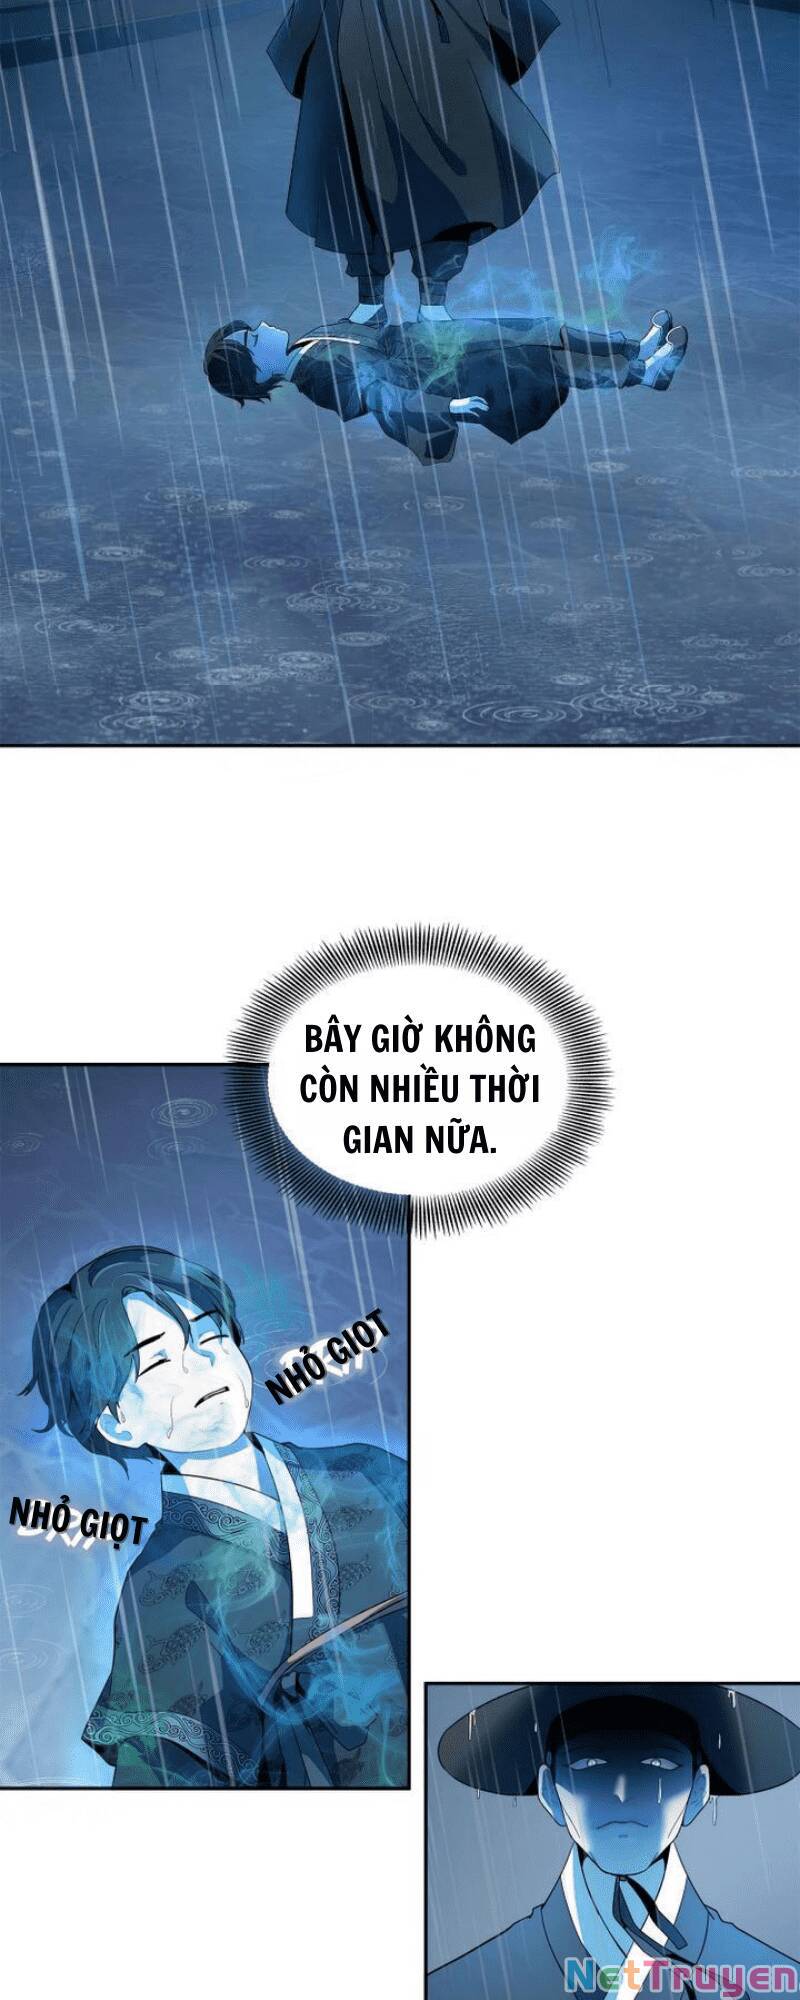 BÂY GIỜ KHÔNG
CÒN NHIỀU THỜI
GIAN NỮA.
NHỎ GIỌT
NHỎ GIỌT
NetTruyen